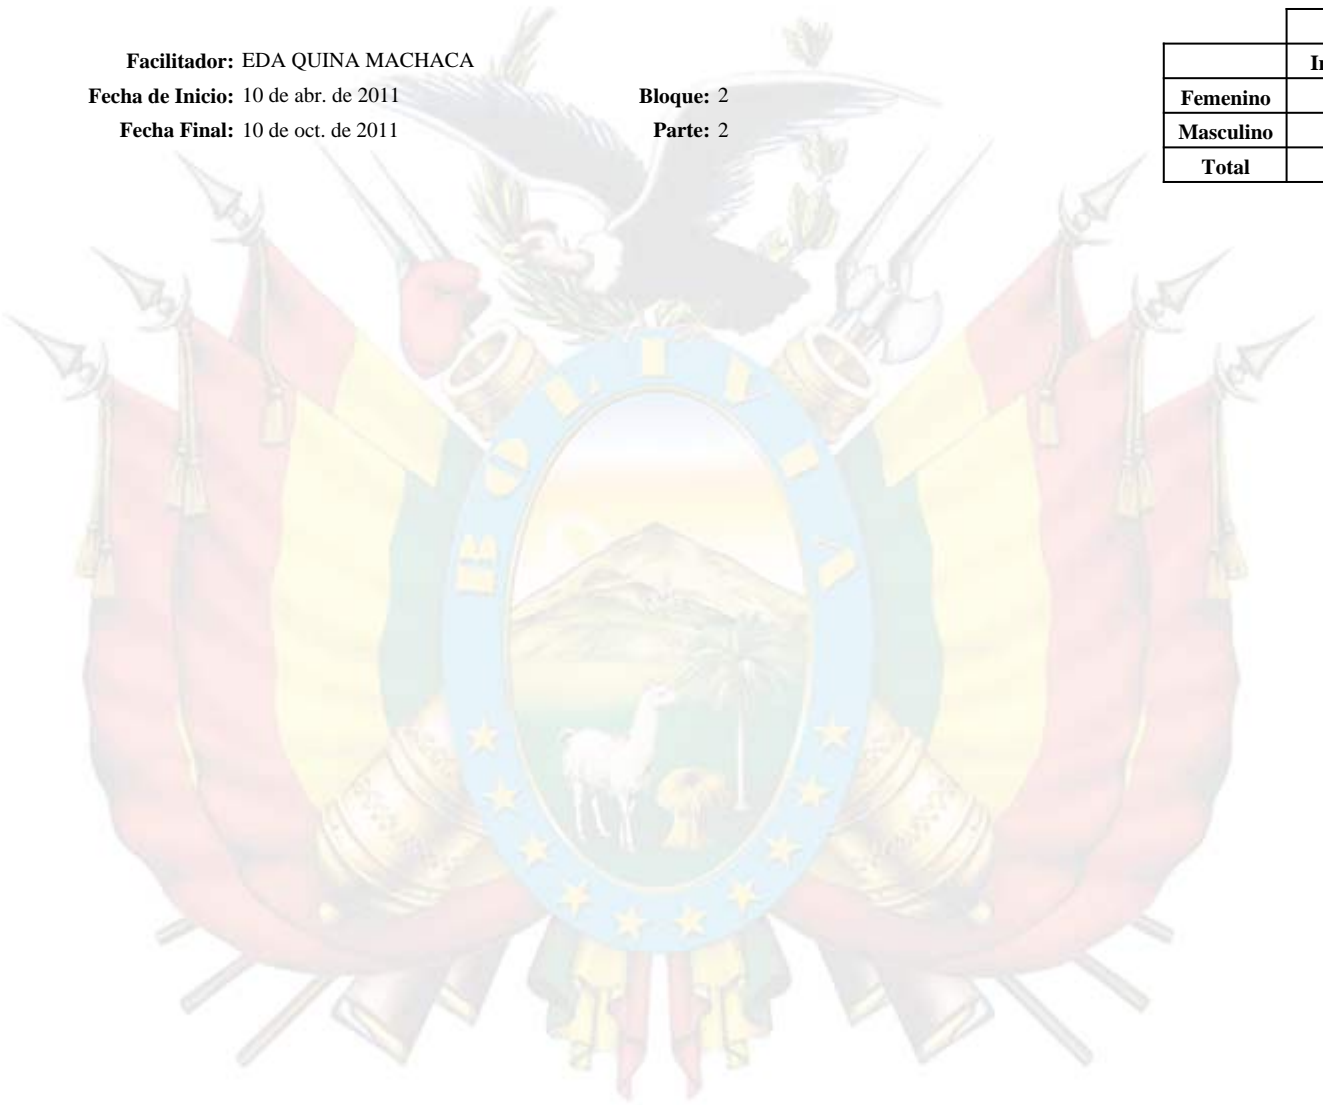 Facilitador: EDA QUINA MACHACA
Fecha de Inicio: 10 de abr. de 2011 Bloque: 2
Fecha Final: 10 de oct. de 2011 Parte: 2
Femenino
Masculino
Total
BOLIVIA